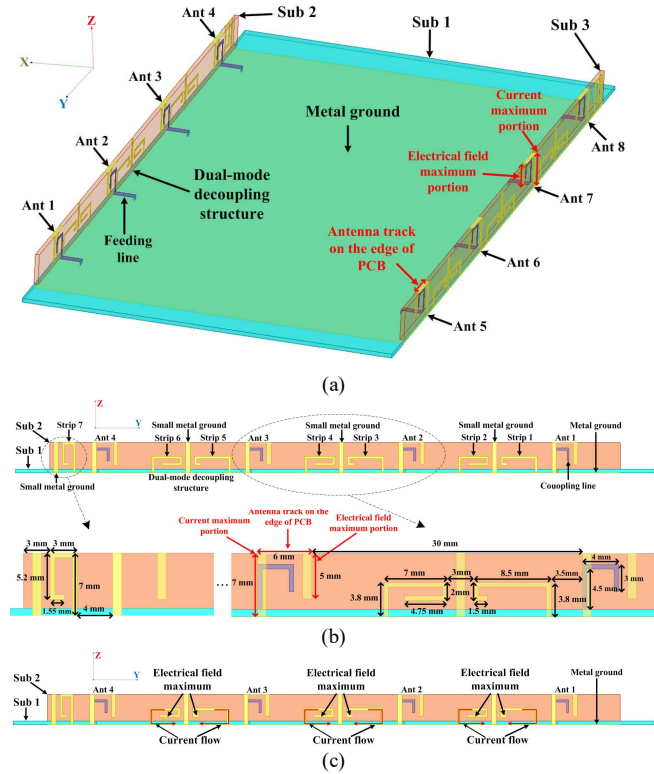 Z
X
Y
Ant 4
Sub 2
Sub 1
Sub 3
Ant 3
Metal ground
Current
maximum
portion
Ant 8
Electrical field
maximum
portion
Ant 2
Dual-mode
decoupling
structure
Ant 7
Ant 1
Feeding
line
Antenna track
on the edge of
PCB
Ant 6
Ant 5
(a)
Z
Y
Sub 2
Strip 7
Sub 1
Ant 4
Small metal ground
Strip 6
Strip 5
Ant 3
Small metal ground
Strip 4
Strip 3
Ant 2
Small metal ground
Strip 2
Strip 1
Ant 1
Metal ground
Small metal ground
Dual-mode decoupling
structure
Couopling line
Current maximum
portion
Antenna track on the
edge of PCB
Electrical field
maximum portion
3 mm
3 mm
5.2 mm
7 mm
1.55 mm
4 mm
...
7 mm
6 mm
5 mm
30 mm
3.8 mm
7 mm
3mm
2mm
8.5 mm
3.5mm
4.75 mm
1.5 mm
3.8 mm
4 mm
4.5 mm
3 mm
(b)
Z
Y
Sub 2
Sub 1
Ant 4
Electrical field
maximum
Ant 3
Electrical field
maximum
Ant 2
Electrical field
maximum
Ant 1
Metal ground
Current flow
Current flow
Current flow
(c)